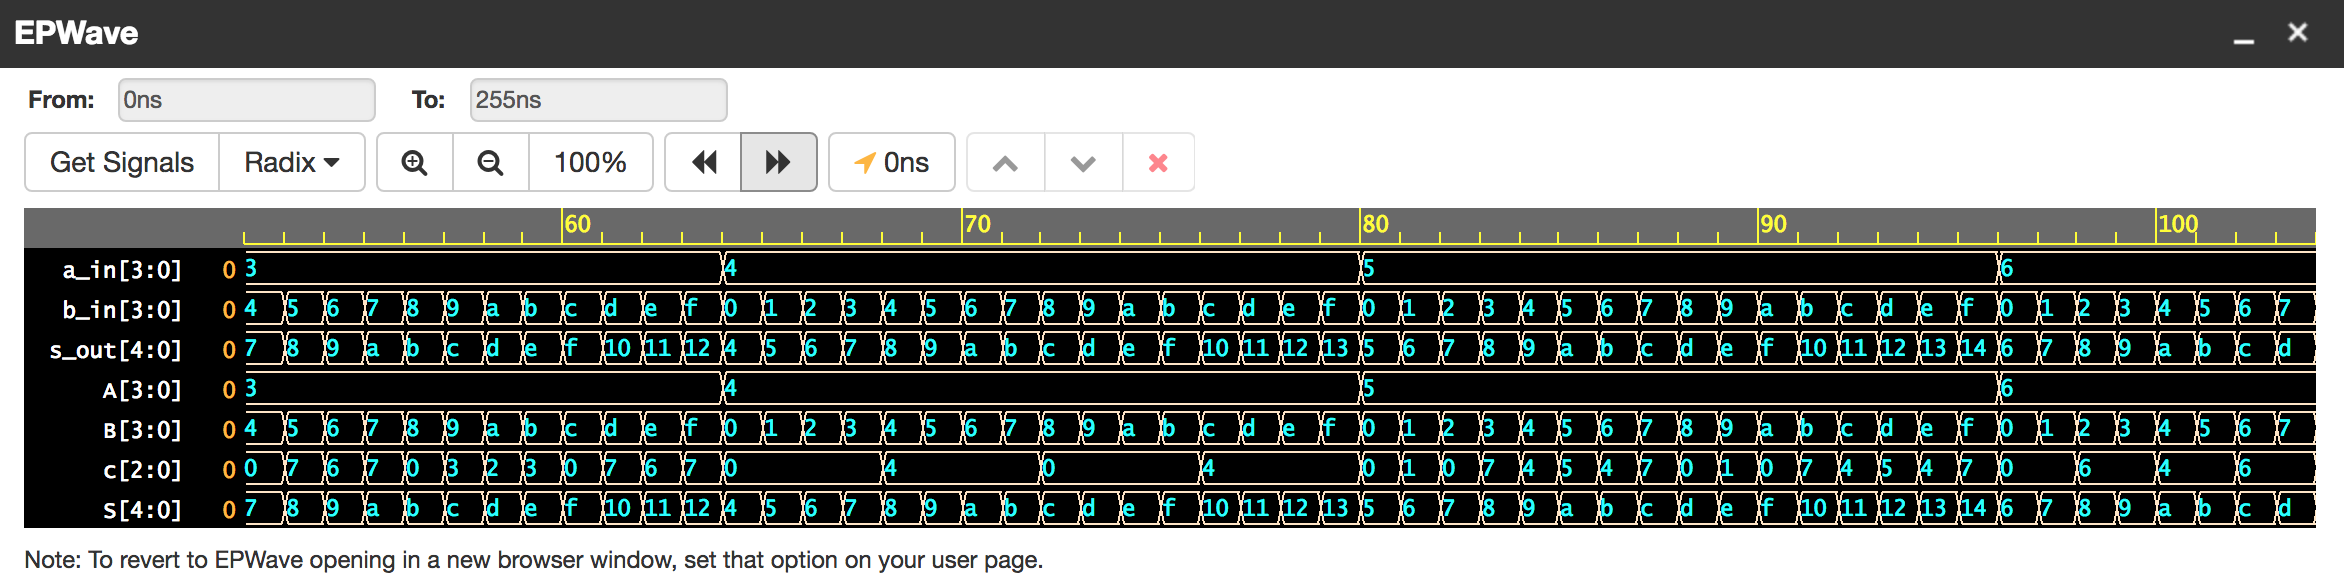 EPWave
From: 0ns To: 255ns
Get Signals Radix 100% 0ns
60 70 80 90 100
a_in[3:0] 0 3 4 5 6
b_in[3:0] 0 4 5 6 7 8 9 a b c d e f 0 1 2 3 4 5 6 7 8 9 a b c d e f 0 1 2 3 4 5 6 7 8 9 a b c d e f 0 1 2 3 4 5 6 7
s_out[4:0] 0 7 8 9 a b c d e f 10 11 12 4 5 6 7 8 9 a b c d e f 10 11 12 13 5 6 7 8 9 a b c d e f 10 11 12 13 14 6 7 8 9 a b c d
A[3:0] 0 3 4 5 6
B[3:0] 0 4 5 6 7 8 9 a b c d e f 0 1 2 3 4 5 6 7 8 9 a b c d e f 0 1 2 3 4 5 6 7 8 9 a b c d e f 0 1 2 3 4 5 6 7
c[2:0] 0 0 7 6 7 0 3 2 3 0 7 6 7 0 4 0 4 0 1 0 7 4 5 4 7 0 1 0 7 4 5 4 7 0 6 4 6
S[4:0] 0 7 8 9 a b c d e f 10 11 12 4 5 6 7 8 9 a b c d e f 10 11 12 13 5 6 7 8 9 a b c d e f 10 11 12 13 14 6 7 8 9 a b c d
Note: To revert to EPWave opening in a new browser window, set that option on your user page.